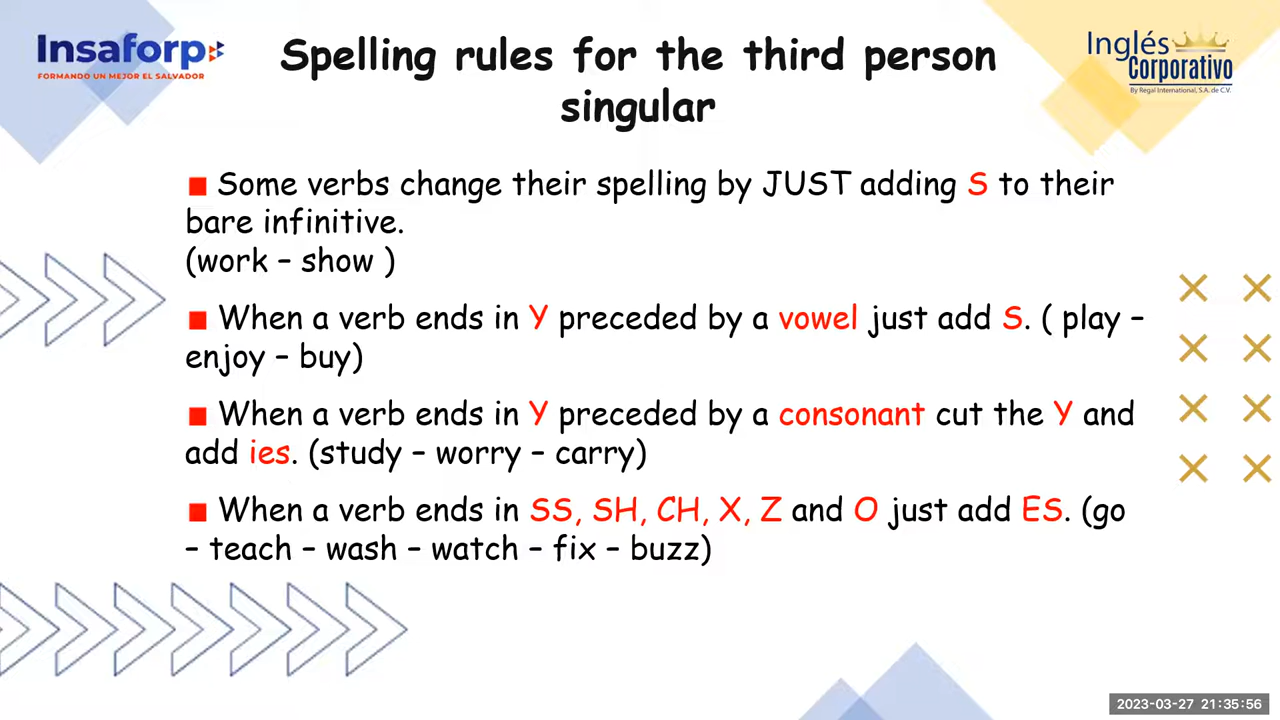 Insaforp
FORMANDO UN MEJOR EL SALVADOR
Spelling rules for the third person
singular
Inglés
Corporativo
By Regal International, S.A. de C.V.
■ Some verbs change their spelling by JUST adding S to their
bare infinitive.
(work – show )
■ When a verb ends in Y preceded by a vowel just add S. ( play –
enjoy – buy)
■ When a verb ends in Y preceded by a consonant cut the Y and
add ies. (study – worry – carry)
■ When a verb ends in SS, SH, CH, X, Z and O just add ES. (go
– teach – wash – watch – fix – buzz)
2023-03-27 21:35:56